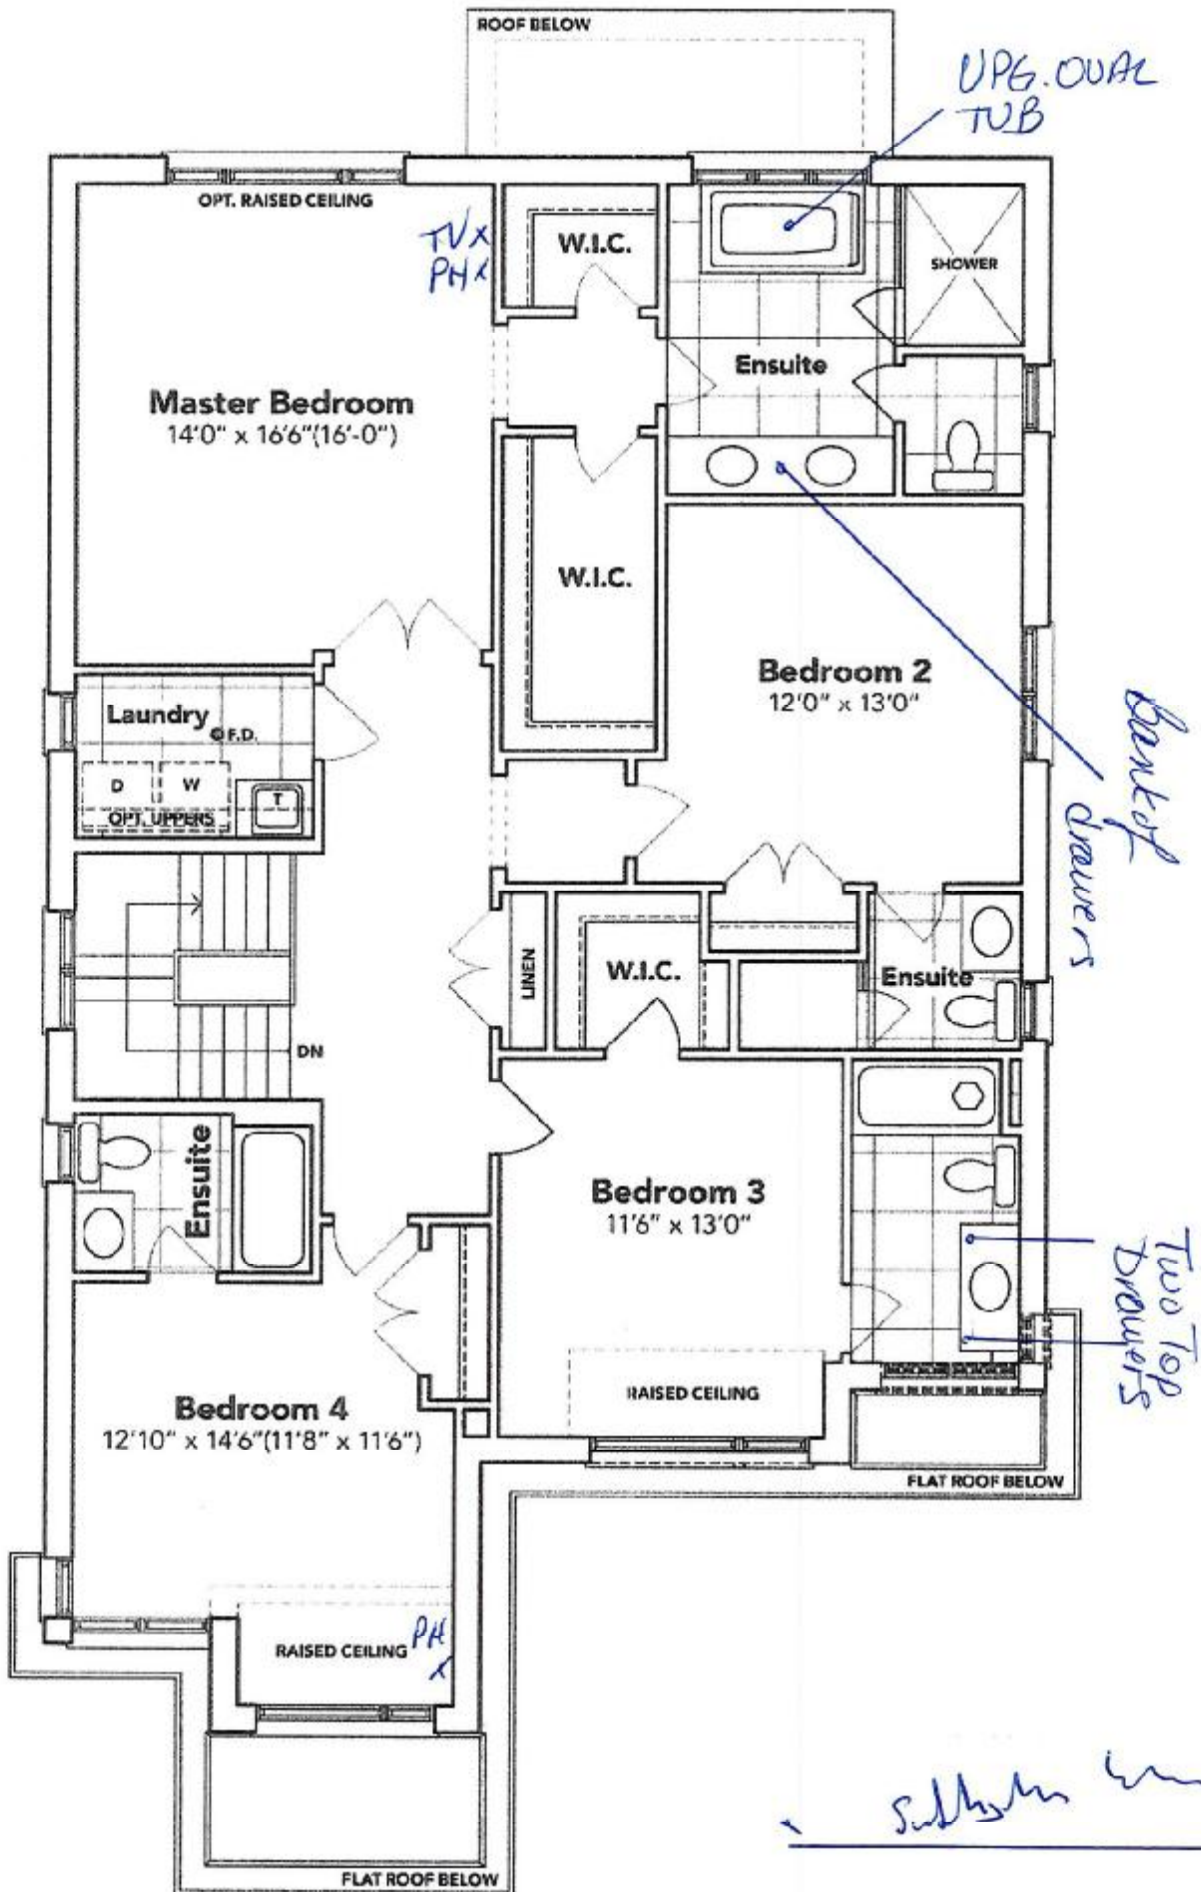 ROOF BELOW
UPG. OVAL
TUB
OPT. RAISED CEILING
TV X
PH X
W.I.C.
SHOWER
Ensuite
Master Bedroom
14'0" x 16'6"(16'-0")
W.I.C.
Bedroom 2
12'0" x 13'0"
Bank of
drawers
Laundry
F.D.
D
W
T
OPT. UPPERS
LINEN
W.I.C.
Ensuite
DN
Ensuite
Bedroom 3
11'6" x 13'0"
Two Top
Drawers
RAISED CEILING
Bedroom 4
12'10" x 14'6"(11'8" x 11'6")
FLAT ROOF BELOW
RAISED CEILING
PH
X
FLAT ROOF BELOW